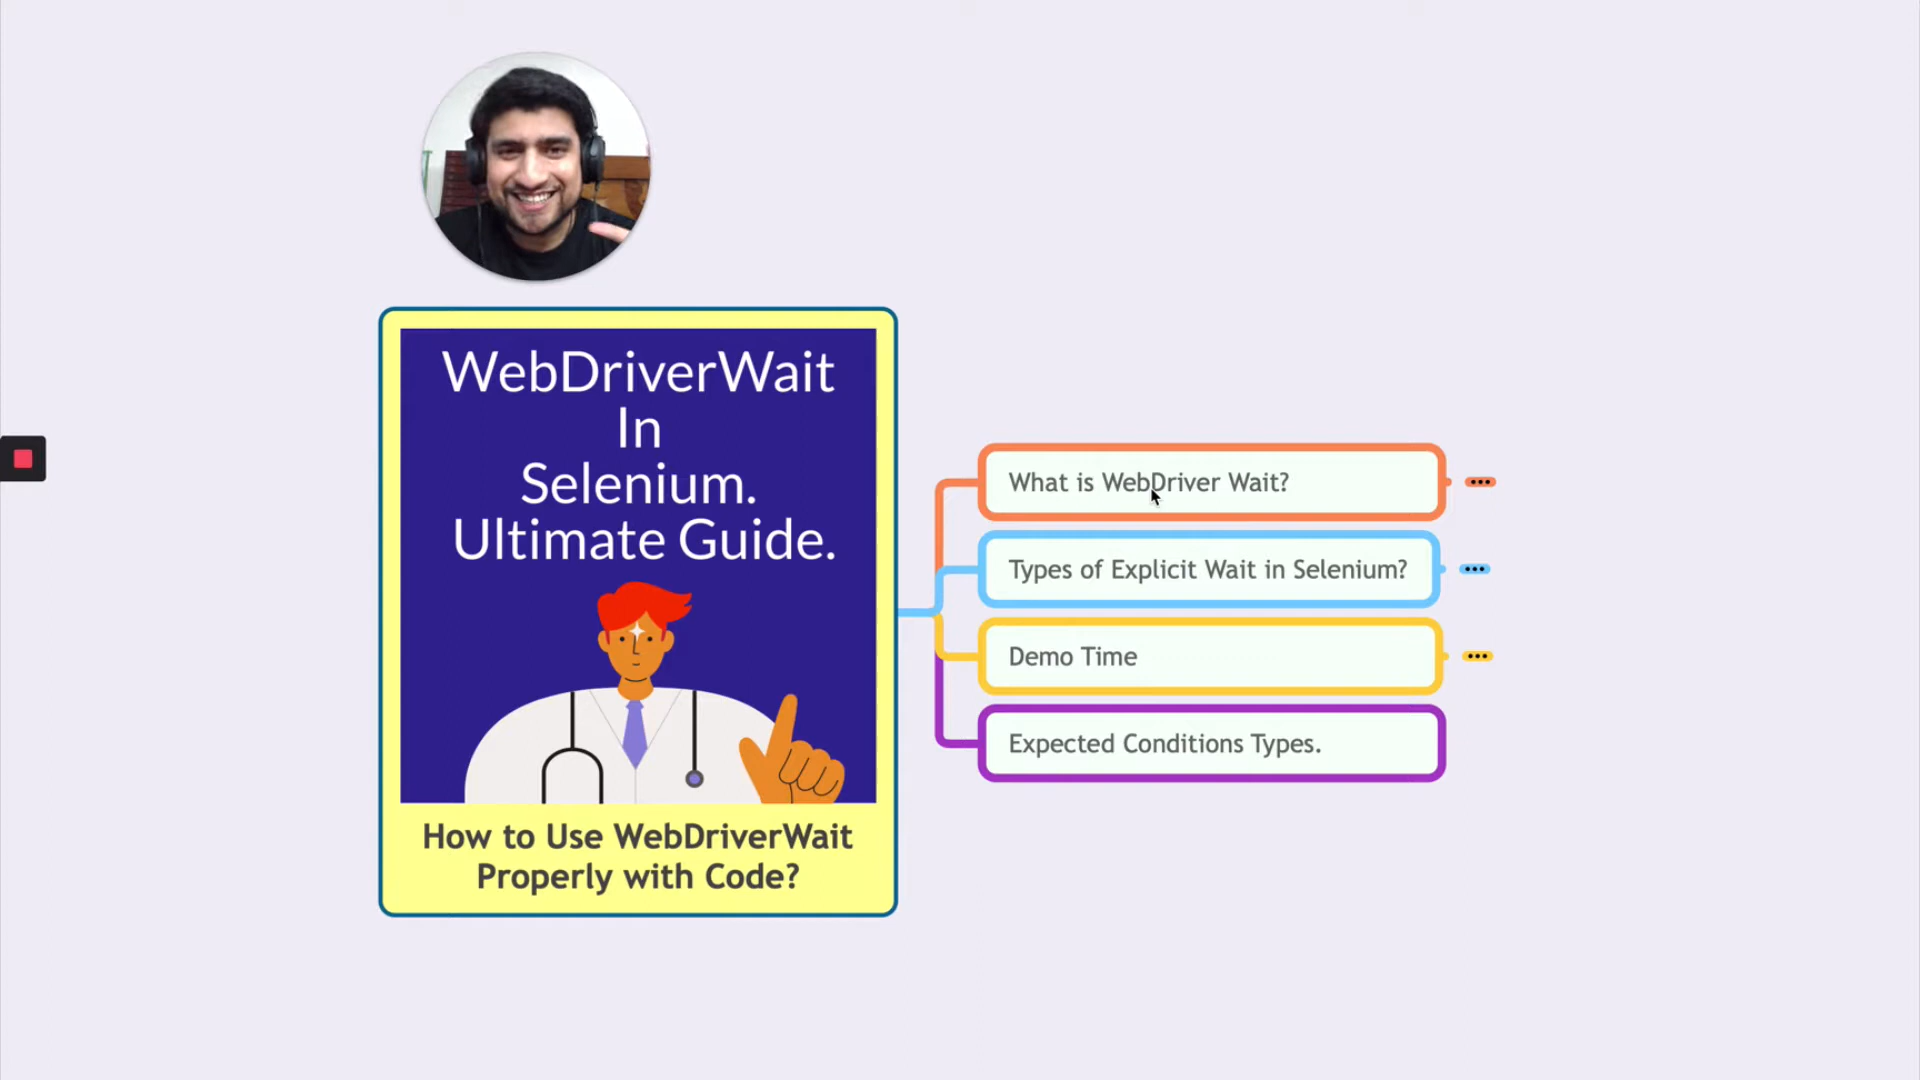 WebDriverWait
In
Selenium.
Ultimate Guide.
How to Use WebDriverWait
Properly with Code?
What is WebDriver Wait?
Types of Explicit Wait in Selenium?
Demo Time
Expected Conditions Types.